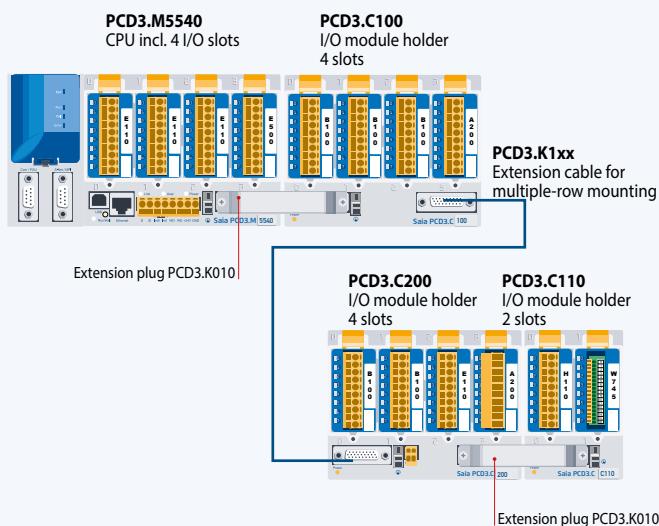 PCD3.M5540
CPU incl. 4 I/O slots
PCD3.C100
I/O module holder
4 slots
E110
E110
E110
E500
B100
B100
B100
A200
PCD3.K1xx
Extension cable for
multiple-row mounting
Ethernet
Saia PCD3.M 5540
Power
Saia PCD3.C 100
Extension plug PCD3.K010
PCD3.C200
I/O module holder
4 slots
PCD3.C110
I/O module holder
2 slots
B100
B100
E110
A200
H110
W745
Power
Saia PCD3.C 200
Saia PCD3.C C110
Extension plug PCD3.K010